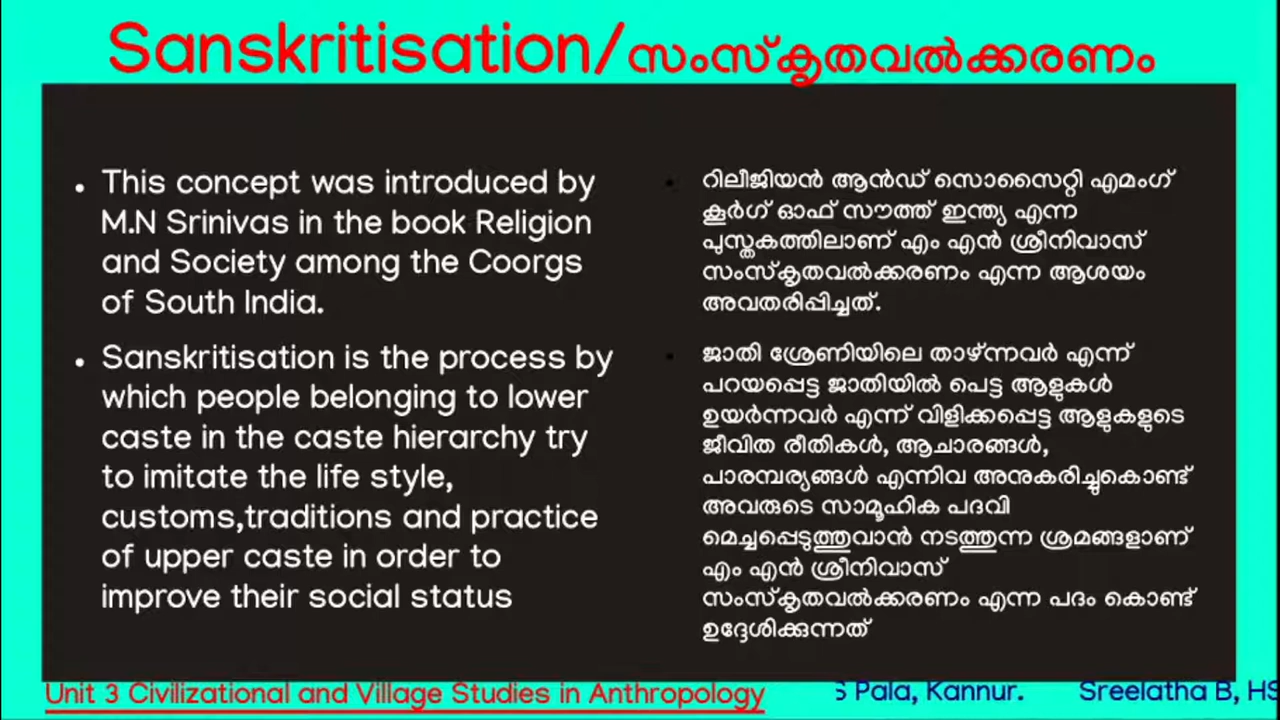 Sanskritisation/സംസ്കൃതവൽക്കരണം
• This concept was introduced by
M.N Srinivas in the book Religion
and Society among the Coorgs
of South India.
• Sanskritisation is the process by
which people belonging to lower
caste in the caste hierarchy try
to imitate the life style,
customs,traditions and practice
of upper caste in order to
improve their social status
• റിലീജിയൻ ആൻഡ് സൊസൈറ്റി എമംഗ്
കൂർഗ് ഓഫ് സൗത്ത് ഇന്ത്യ എന്ന
പുസ്തകത്തിലാണ് എം എൻ ശ്രീനിവാസ്
സംസ്കൃതവൽക്കരണം എന്ന ആശയം
അവതരിപ്പിച്ചത്.
• ജാതി ശ്രേണിയിലെ താഴ്ന്നവർ എന്ന്
പറയപ്പെട്ട ജാതിയിൽ പെട്ട ആളുകൾ
ഉയർന്നവർ എന്ന് വിളിക്കപ്പെട്ട ആളുകളുടെ
ജീവിത രീതികൾ, ആചാരങ്ങൾ,
പാരമ്പര്യങ്ങൾ എന്നിവ അനുകരിച്ചുകൊണ്ട്
അവരുടെ സാമൂഹിക പദവി
മെച്ചപ്പെടുത്തുവാൻ നടത്തുന്ന ശ്രമങ്ങളാണ്
എം എൻ ശ്രീനിവാസ്
സംസ്കൃതവൽക്കരണം എന്ന പദം കൊണ്ട്
ഉദ്ദേശിക്കുന്നത്
Unit 3 Civilizational and Village Studies in Anthropology
S Pala, Kannur. Sreelatha B, HS